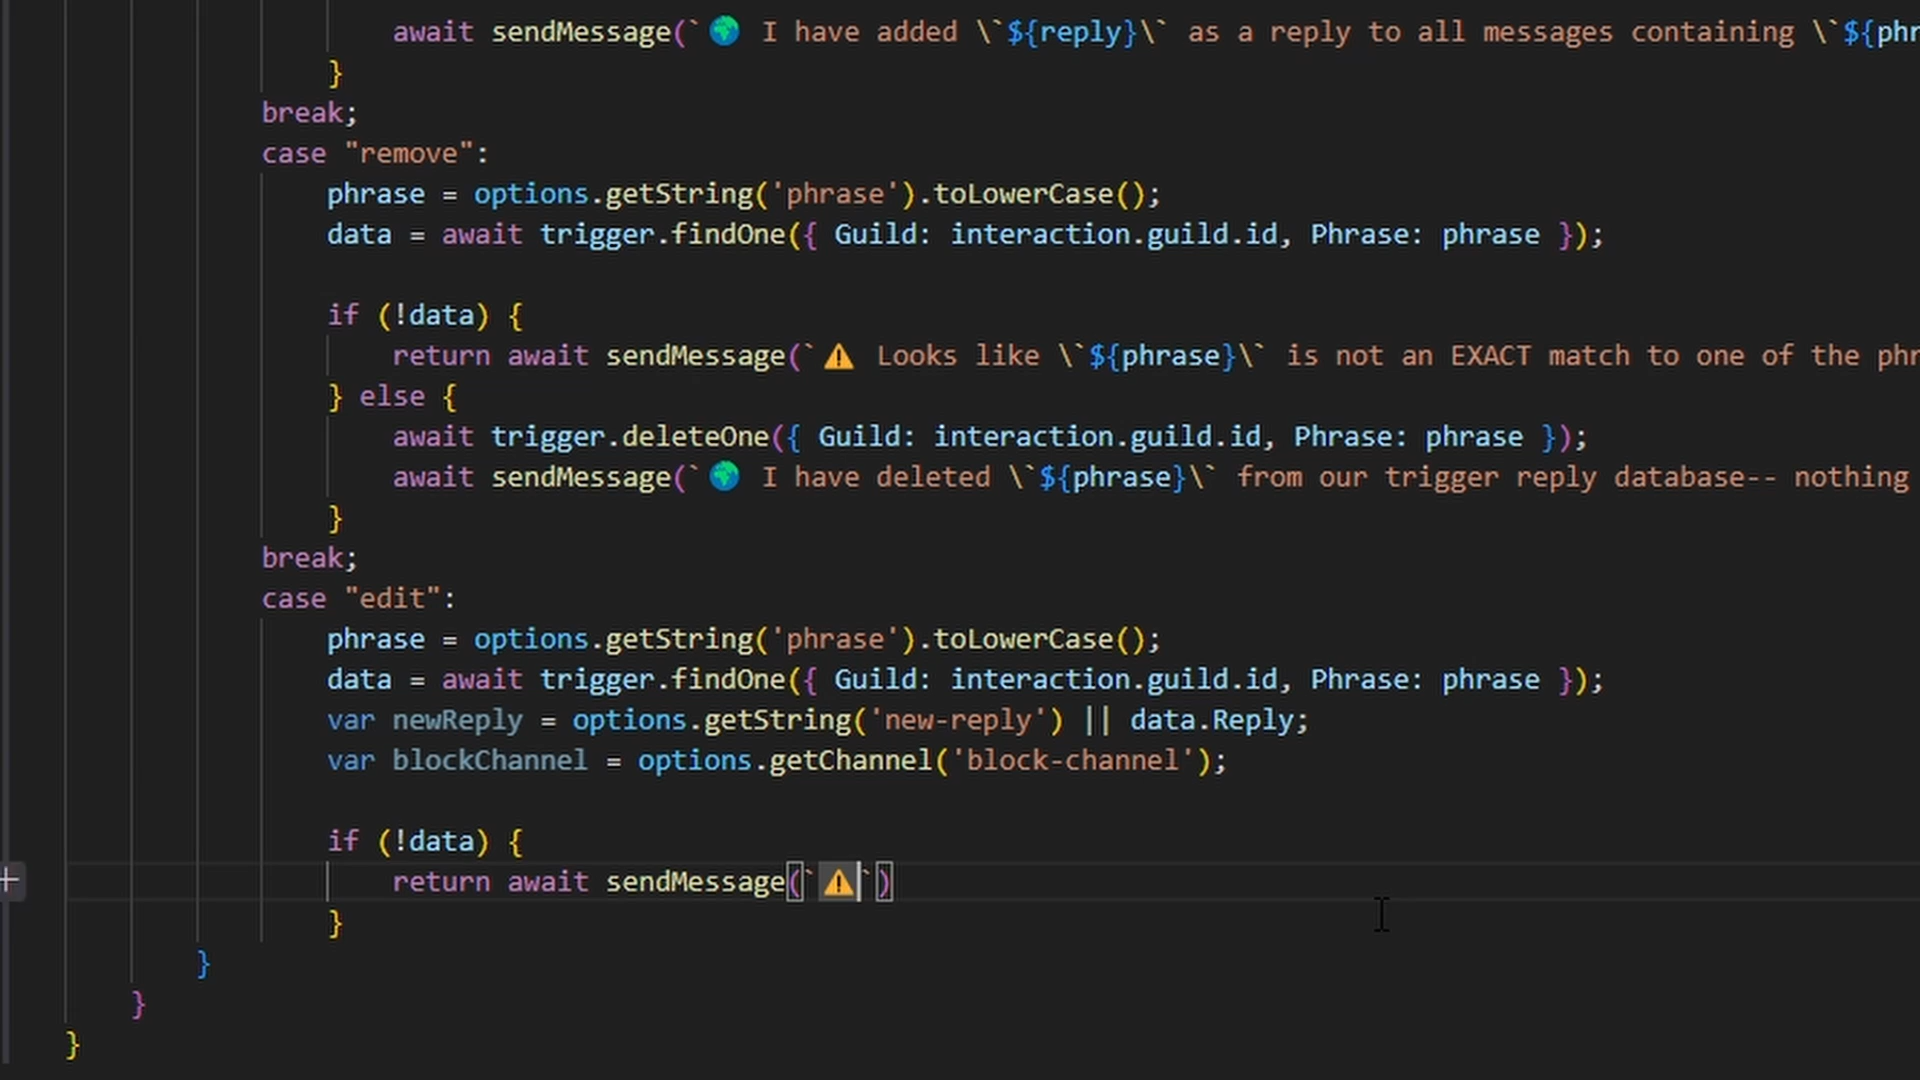 await sendMessage(`🌍 I have added \`${reply}\` as a reply to all messages containing \`${phr
}
break;
case "remove":
phrase = options.getString('phrase').toLowerCase();
data = await trigger.findOne({ Guild: interaction.guild.id, Phrase: phrase });
if (!data) {
return await sendMessage(`⚠️ Looks like \`${phrase}\` is not an EXACT match to one of the phr
} else {
await trigger.deleteOne({ Guild: interaction.guild.id, Phrase: phrase });
await sendMessage(`🌍 I have deleted \`${phrase}\` from our trigger reply database-- nothing
}
break;
case "edit":
phrase = options.getString('phrase').toLowerCase();
data = await trigger.findOne({ Guild: interaction.guild.id, Phrase: phrase });
var newReply = options.getString('new-reply') || data.Reply;
var blockChannel = options.getChannel('block-channel');
if (!data) {
return await sendMessage(`⚠️`)
}
}
}
}